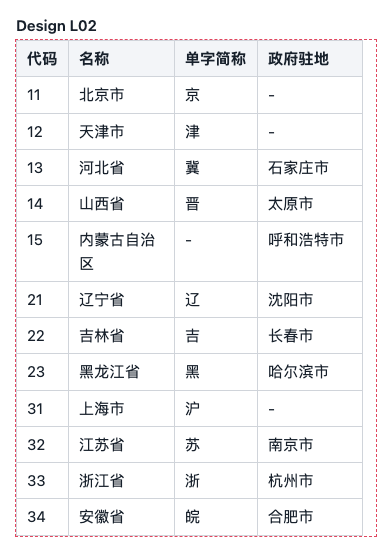 Design L02
代码 名称 单字简称 政府驻地
11 北京市 京 -
12 天津市 津 -
13 河北省 冀 石家庄市
14 山西省 晋 太原市
15 内蒙古自治 - 呼和浩特市
区
21 辽宁省 辽 沈阳市
22 吉林省 吉 长春市
23 黑龙江省 黑 哈尔滨市
31 上海市 沪 -
32 江苏省 苏 南京市
33 浙江省 浙 杭州市
34 安徽省 皖 合肥市